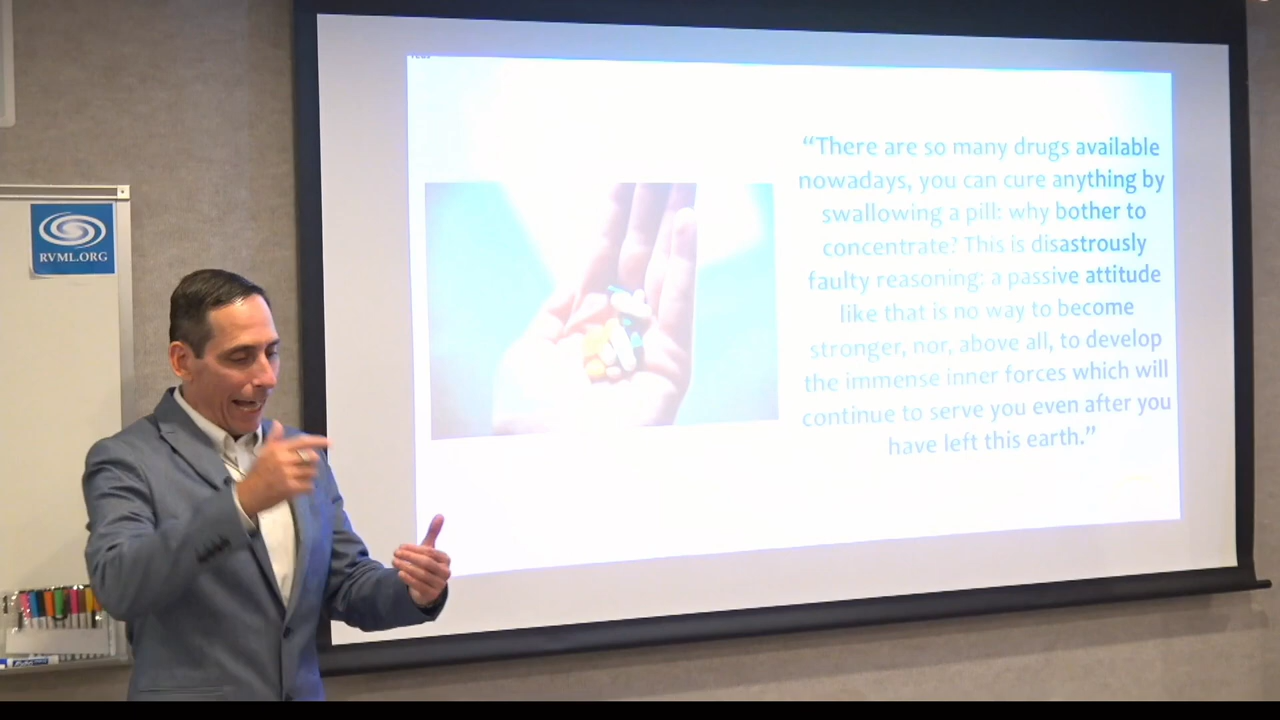 RVML.ORG
“There are so many drugs available
nowadays, you can cure anything by
swallowing a pill: why bother to
concentrate? This is disastrously
faulty reasoning: a passive attitude
like that is no way to become
stronger, nor, above all, to develop
the immense inner forces which will
continue to serve you even after you
have left this earth.”